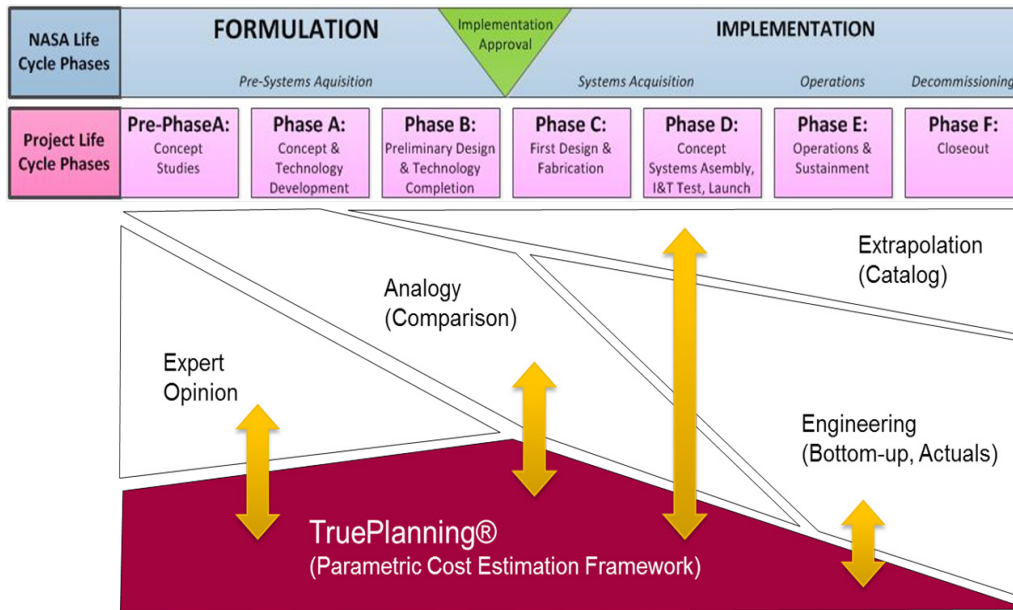 NASA Life
Cycle Phases
FORMULATION
Implementation
Approval
IMPLEMENTATION
Pre-Systems Aquisition
Systems Acquisition
Operations
Decommissioning
Project Life
Cycle Phases
Pre-PhaseA:
Concept
Studies
Phase A:
Concept &
Technology
Development
Phase B:
Preliminary Design
& Technology
Completion
Phase C:
First Design &
Fabrication
Phase D:
Concept
Systems Asembly,
I&T Test, Launch
Phase E:
Operations &
Sustainment
Phase F:
Closeout
Extrapolation
(Catalog)
Analogy
(Comparison)
Expert
Opinion
Engineering
(Bottom-up, Actuals)
TruePlanning®
(Parametric Cost Estimation Framework)